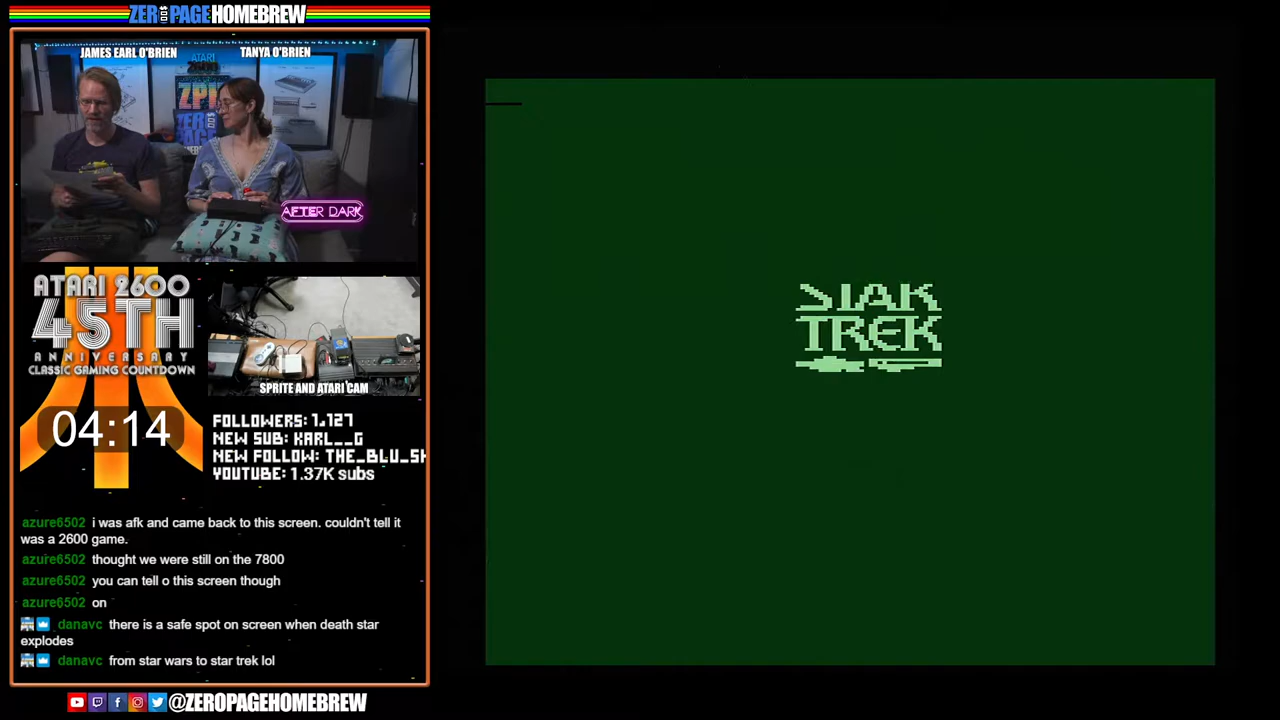 ZEROPAGEHOMEBREW
JAMES EARL O'BRIEN
TANYA O'BRIEN
ATARI
ZPH
AFTER DARK
ATARI 2600
45TH
ANNIVERSARY
CLASSIC GAMING COUNTDOWN
04:14
SPRITE AND ATARI CAM
FOLLOWERS: 1,127
NEW SUB: KARL__G
NEW FOLLOW: THE_BLU_SH
YOUTUBE: 1.37K subs
azure6502 i was afk and came back to this screen. couldn't tell it
was a 2600 game.
azure6502 thought we were still on the 7800
azure6502 you can tell o this screen though
azure6502 on
danavc there is a safe spot on screen when death star
explodes
danavc from star wars to star trek lol
@ZEROPAGEHOMEBREW
STAR
TREK